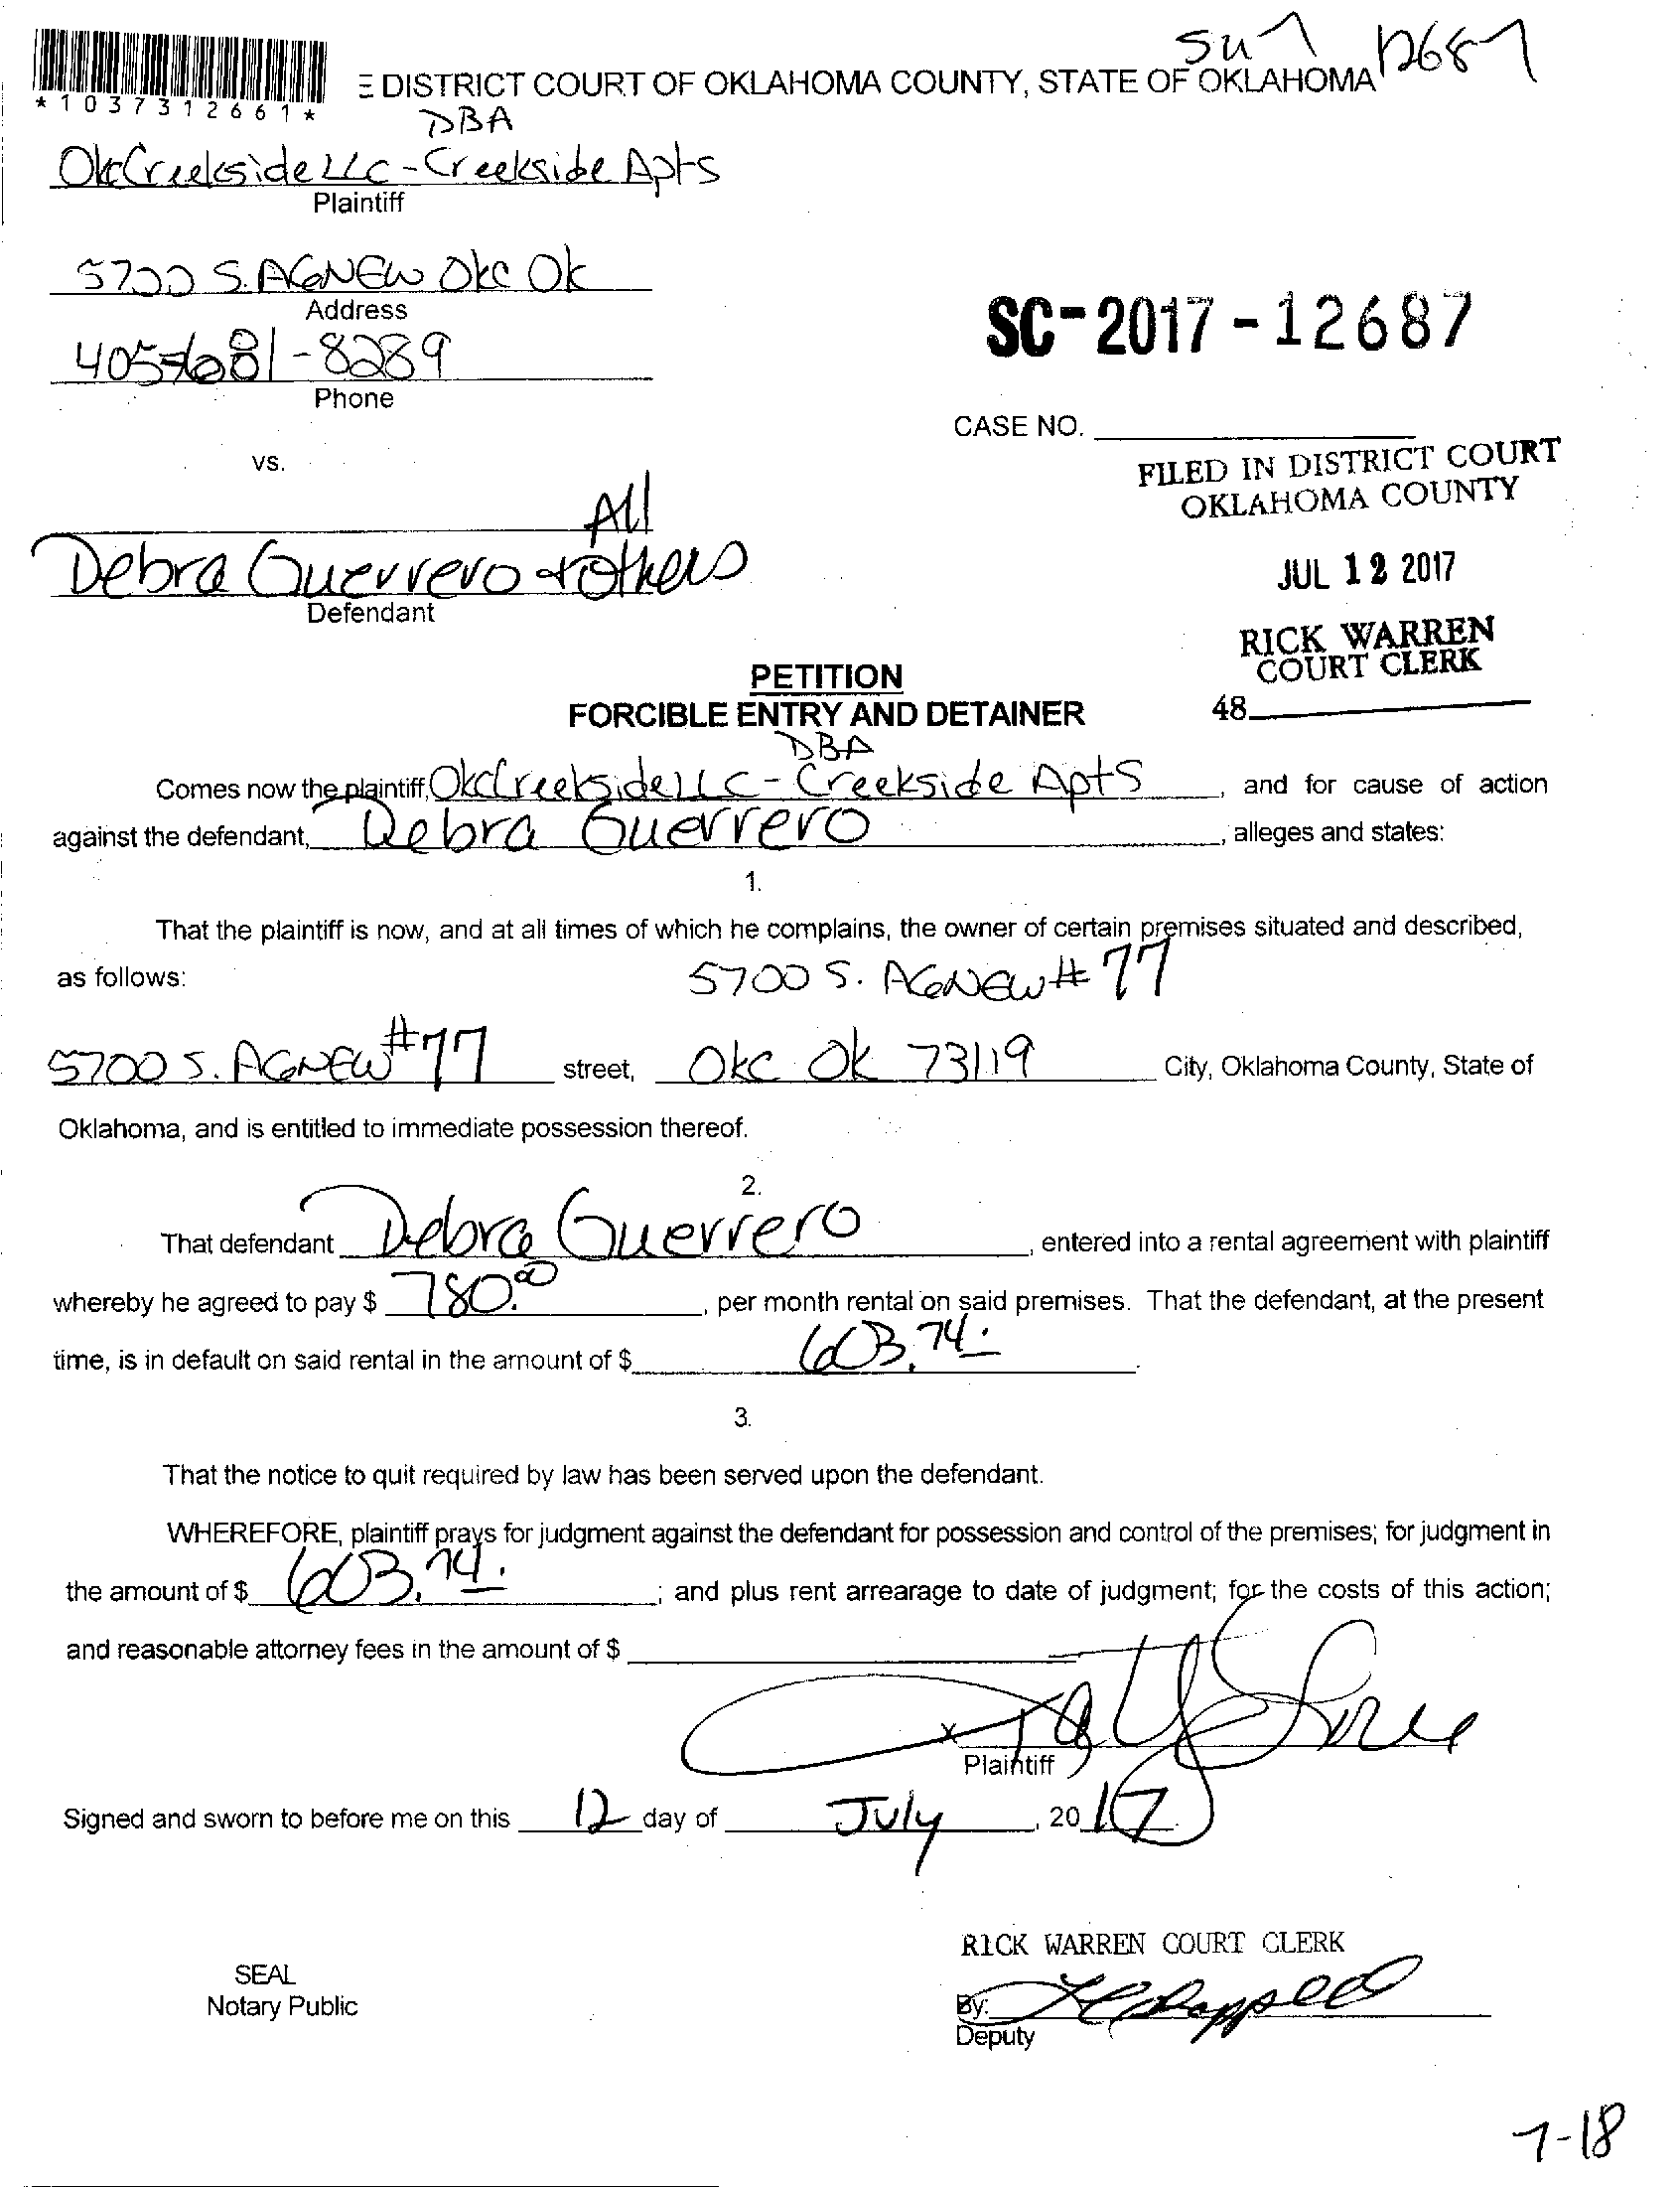 SU 12687
*1037312661*
E DISTRICT COURT OF OKLAHOMA COUNTY, STATE OF OKLAHOMA
DBA
OkcCreekside LLC - Creekside Apts
Plaintiff
5700 S. AGNEW Okc Ok
Address
405-681-8289
Phone
SC-2017-12687
CASE NO.
vs.
FILED IN DISTRICT COURT
OKLAHOMA COUNTY
All
Debra Guerrero + Others
Defendant
JUL 12 2017
RICK WARREN
COURT CLERK
48
PETITION
FORCIBLE ENTRY AND DETAINER
DBA
Comes now the plaintiff, OkcCreekside LLC - Creekside Apts, and for cause of action
against the defendant, Debra Guerrero, alleges and states:
1.
That the plaintiff is now, and at all times of which he complains, the owner of certain premises situated and described,
as follows: 5700 S. AGNEW # 77
5700 S. AGNEW #77 street, Okc Ok 73119 City, Oklahoma County, State of
Oklahoma, and is entitled to immediate possession thereof.
2.
That defendant Debra Guerrero, entered into a rental agreement with plaintiff
whereby he agreed to pay $ 780.00, per month rental on said premises. That the defendant, at the present
time, is in default on said rental in the amount of $ 603.74.
3.
That the notice to quit required by law has been served upon the defendant.
WHEREFORE, plaintiff prays for judgment against the defendant for possession and control of the premises; for judgment in
the amount of $ 603.74; and plus rent arrearage to date of judgment; for the costs of this action;
and reasonable attorney fees in the amount of $
x
Plaintiff
Signed and sworn to before me on this 12 day of July, 2017.
RICK WARREN COURT CLERK
SEAL
Notary Public
By:
Deputy
7-18